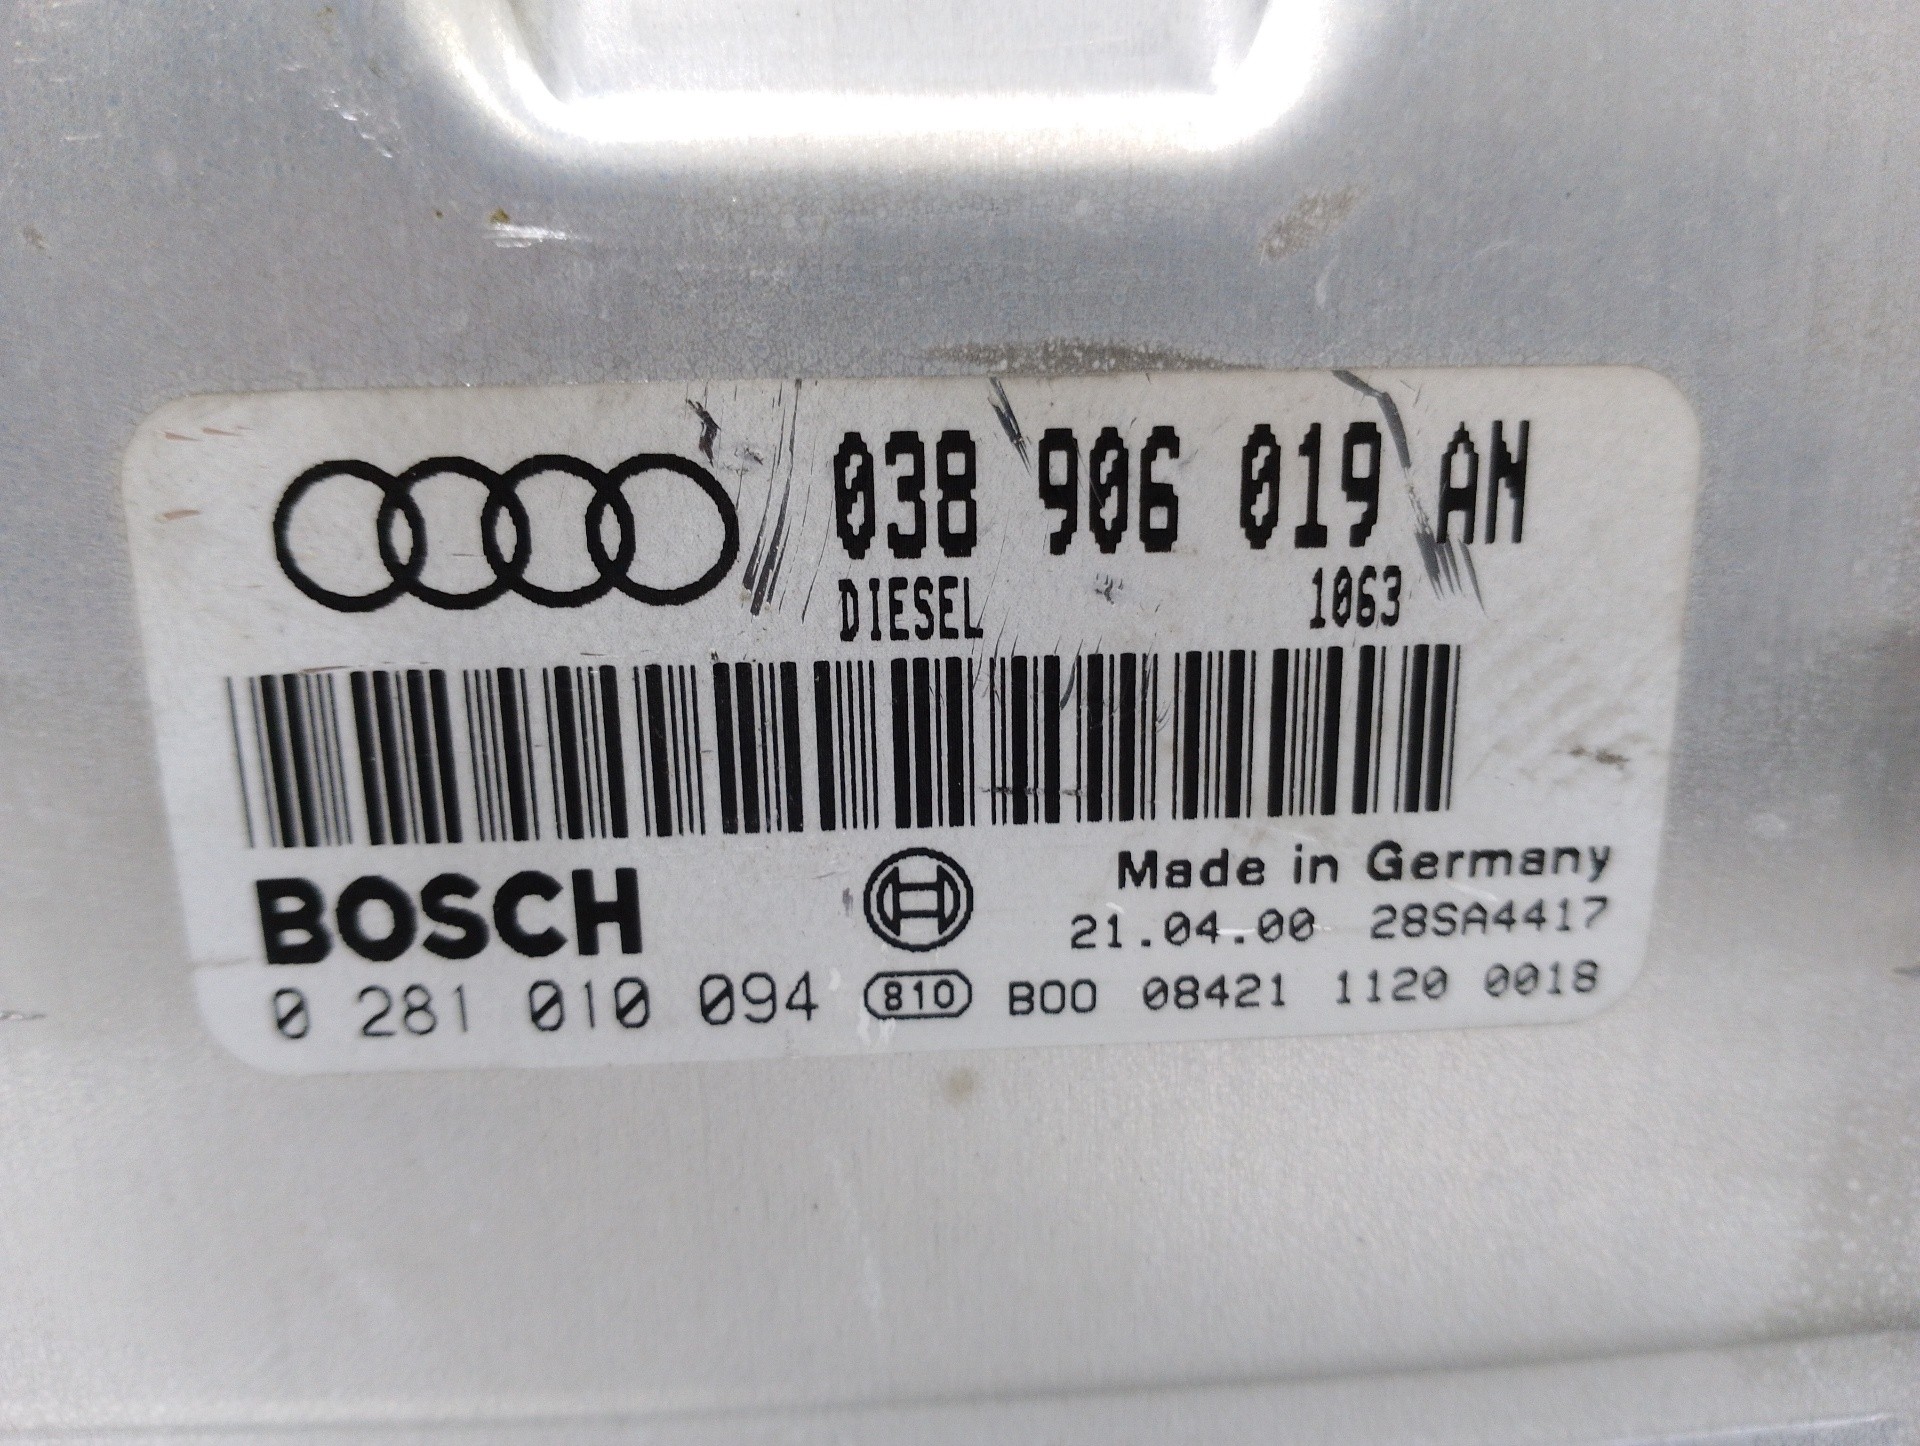 038 906 019 AN
DIESEL 1063
BOSCH
Made in Germany
21.04.00 28SA4417
0 281 010 094 810 B00 08421 1120 0018